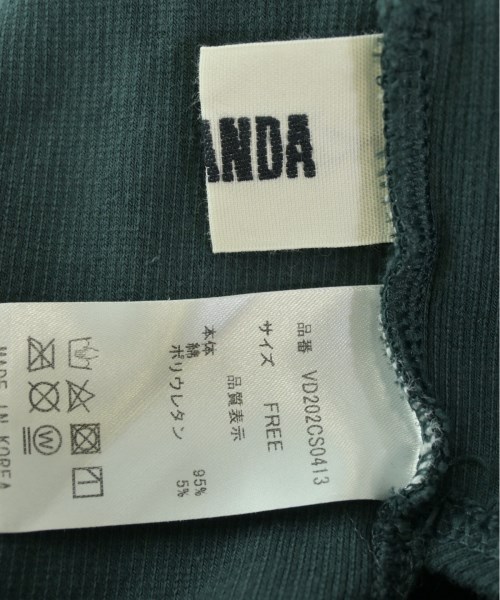 ANDA
品番 VD202CS0413
サイズ FREE
品質表示
本体
綿 95%
ポリウレタン 5%
W
MADE IN KOREA